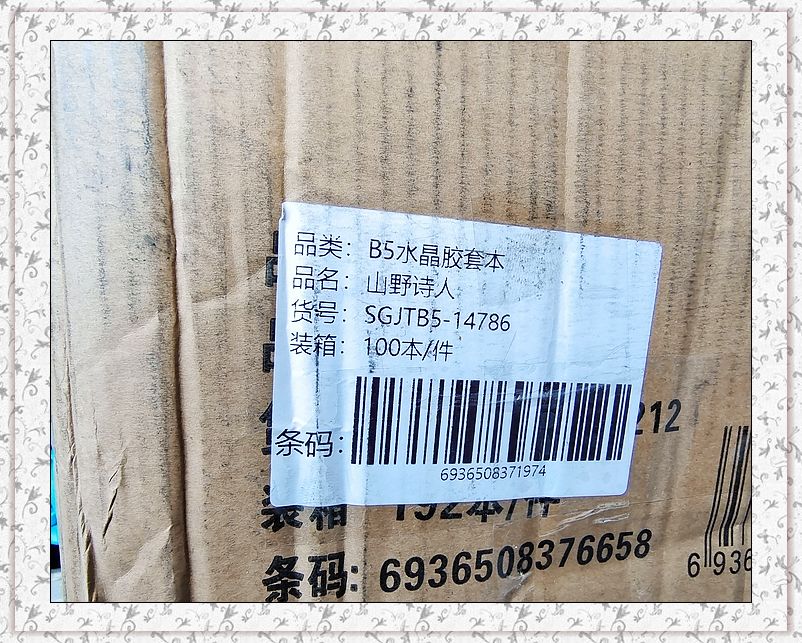 品类：B5水晶胶套本
品名：山野诗人
货号：SGJTB5-14786
装箱：100本/件
条码：
6936508371974
212
装箱 192本/件
条码: 6936508376658
6 936